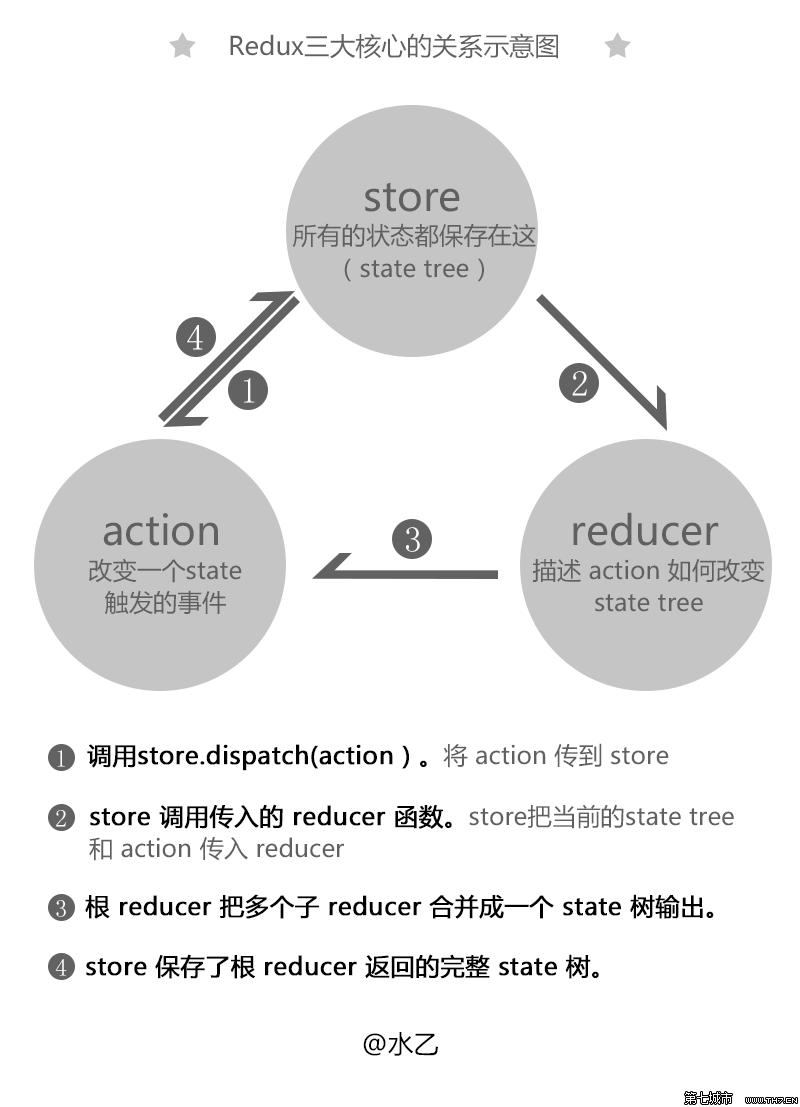 Redux三大核心的关系示意图
store
所有的状态都保存在这
（state tree）
4
1
2
action
改变一个state
触发的事件
3
reducer
描述 action 如何改变
state tree
1 调用store.dispatch(action ) 。将 action 传到 store
2 store 调用传入的 reducer 函数。store把当前的state tree
和 action 传入 reducer
3 根 reducer 把多个子 reducer 合并成一个 state 树输出。
4 store 保存了根 reducer 返回的完整 state 树。
@水乙
第七城市 WWW.TH7.CN